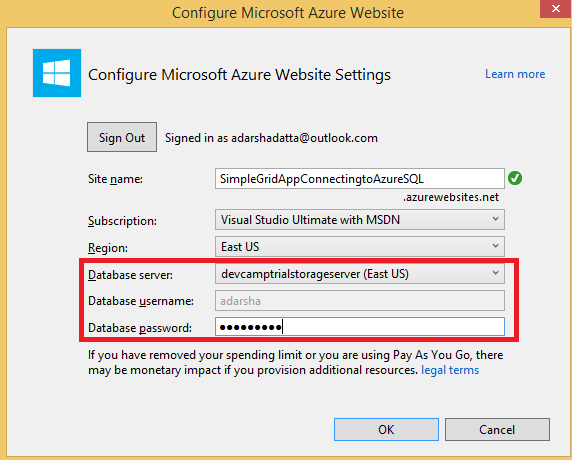 Configure Microsoft Azure Website
Configure Microsoft Azure Website Settings
Learn more
Sign Out
Signed in as adarshadatta@outlook.com
Site name:
SimpleGridAppConnectingtoAzureSQL
.azurewebsites.net
Subscription:
Visual Studio Ultimate with MSDN
Region:
East US
Database server:
devcamptrialstorageserver (East US)
Database username:
adarsha
Database password:
●●●●●●●●●
If you have removed your spending limit or you are using Pay As You Go, there
may be monetary impact if you provision additional resources. legal terms
OK
Cancel